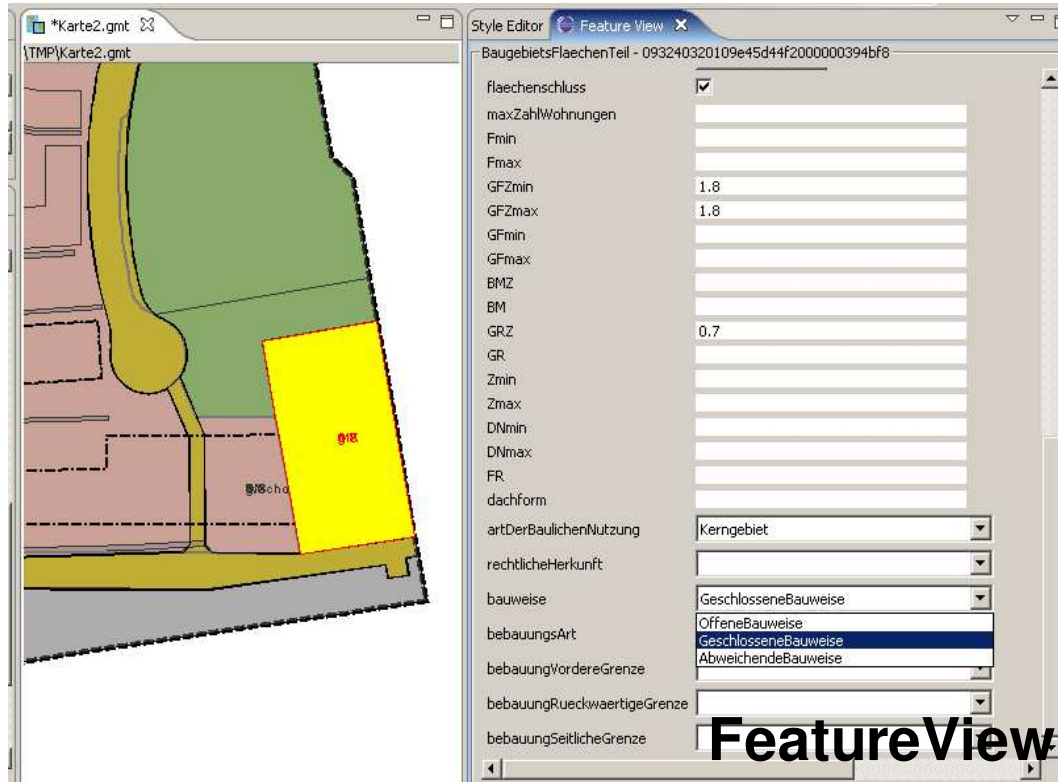 *Karte2.gmt
\TMP\Karte2.gmt
Style Editor Feature View
BaugebietsFlaechenTeil - 093240320109e45d44f2000000394bf8
flaechenschluss
maxZahlWohnungen
Fmin
Fmax
GFZmin 1.8
GFZmax 1.8
GFmin
GFmax
BMZ
BM
GRZ 0.7
GR
Zmin
Zmax
DNmin
DNmax
FR
dachform
artDerBaulichenNutzung Kerngebiet
rechtlicheHerkunft
bauweise GeschlosseneBauweise
OffeneBauweise
bebauungsArt GeschlosseneBauweise
AbweichendeBauweise
bebauungVordereGrenze
bebauungRueckwaertigeGrenze
bebauungSeitlicheGrenze
FeatureView